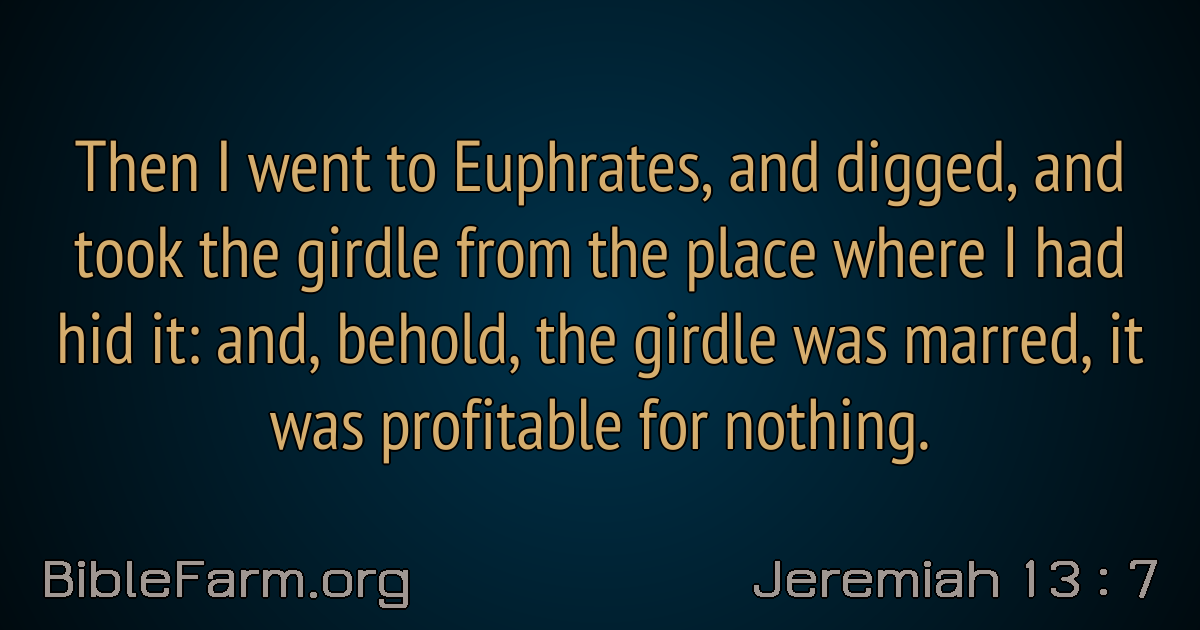 Then I went to Euphrates, and digged, and
took the girdle from the place where I had
hid it: and, behold, the girdle was marred, it
was profitable for nothing.
BibleFarm.org
Jeremiah 13 : 7